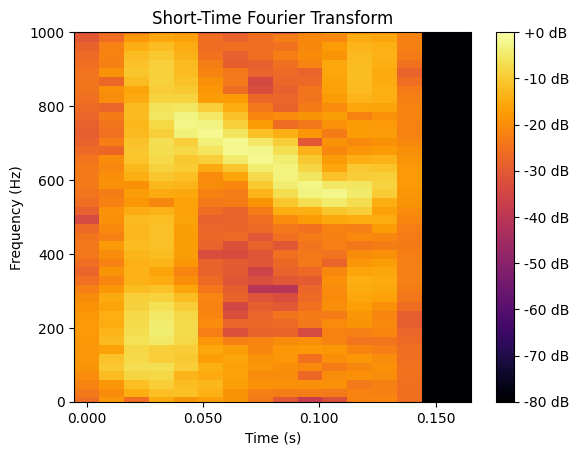 Short-Time Fourier Transform
1000
800
600
400
200
0
Frequency (Hz)
0.000
0.050
0.100
0.150
Time (s)
+0 dB
-10 dB
-20 dB
-30 dB
-40 dB
-50 dB
-60 dB
-70 dB
-80 dB